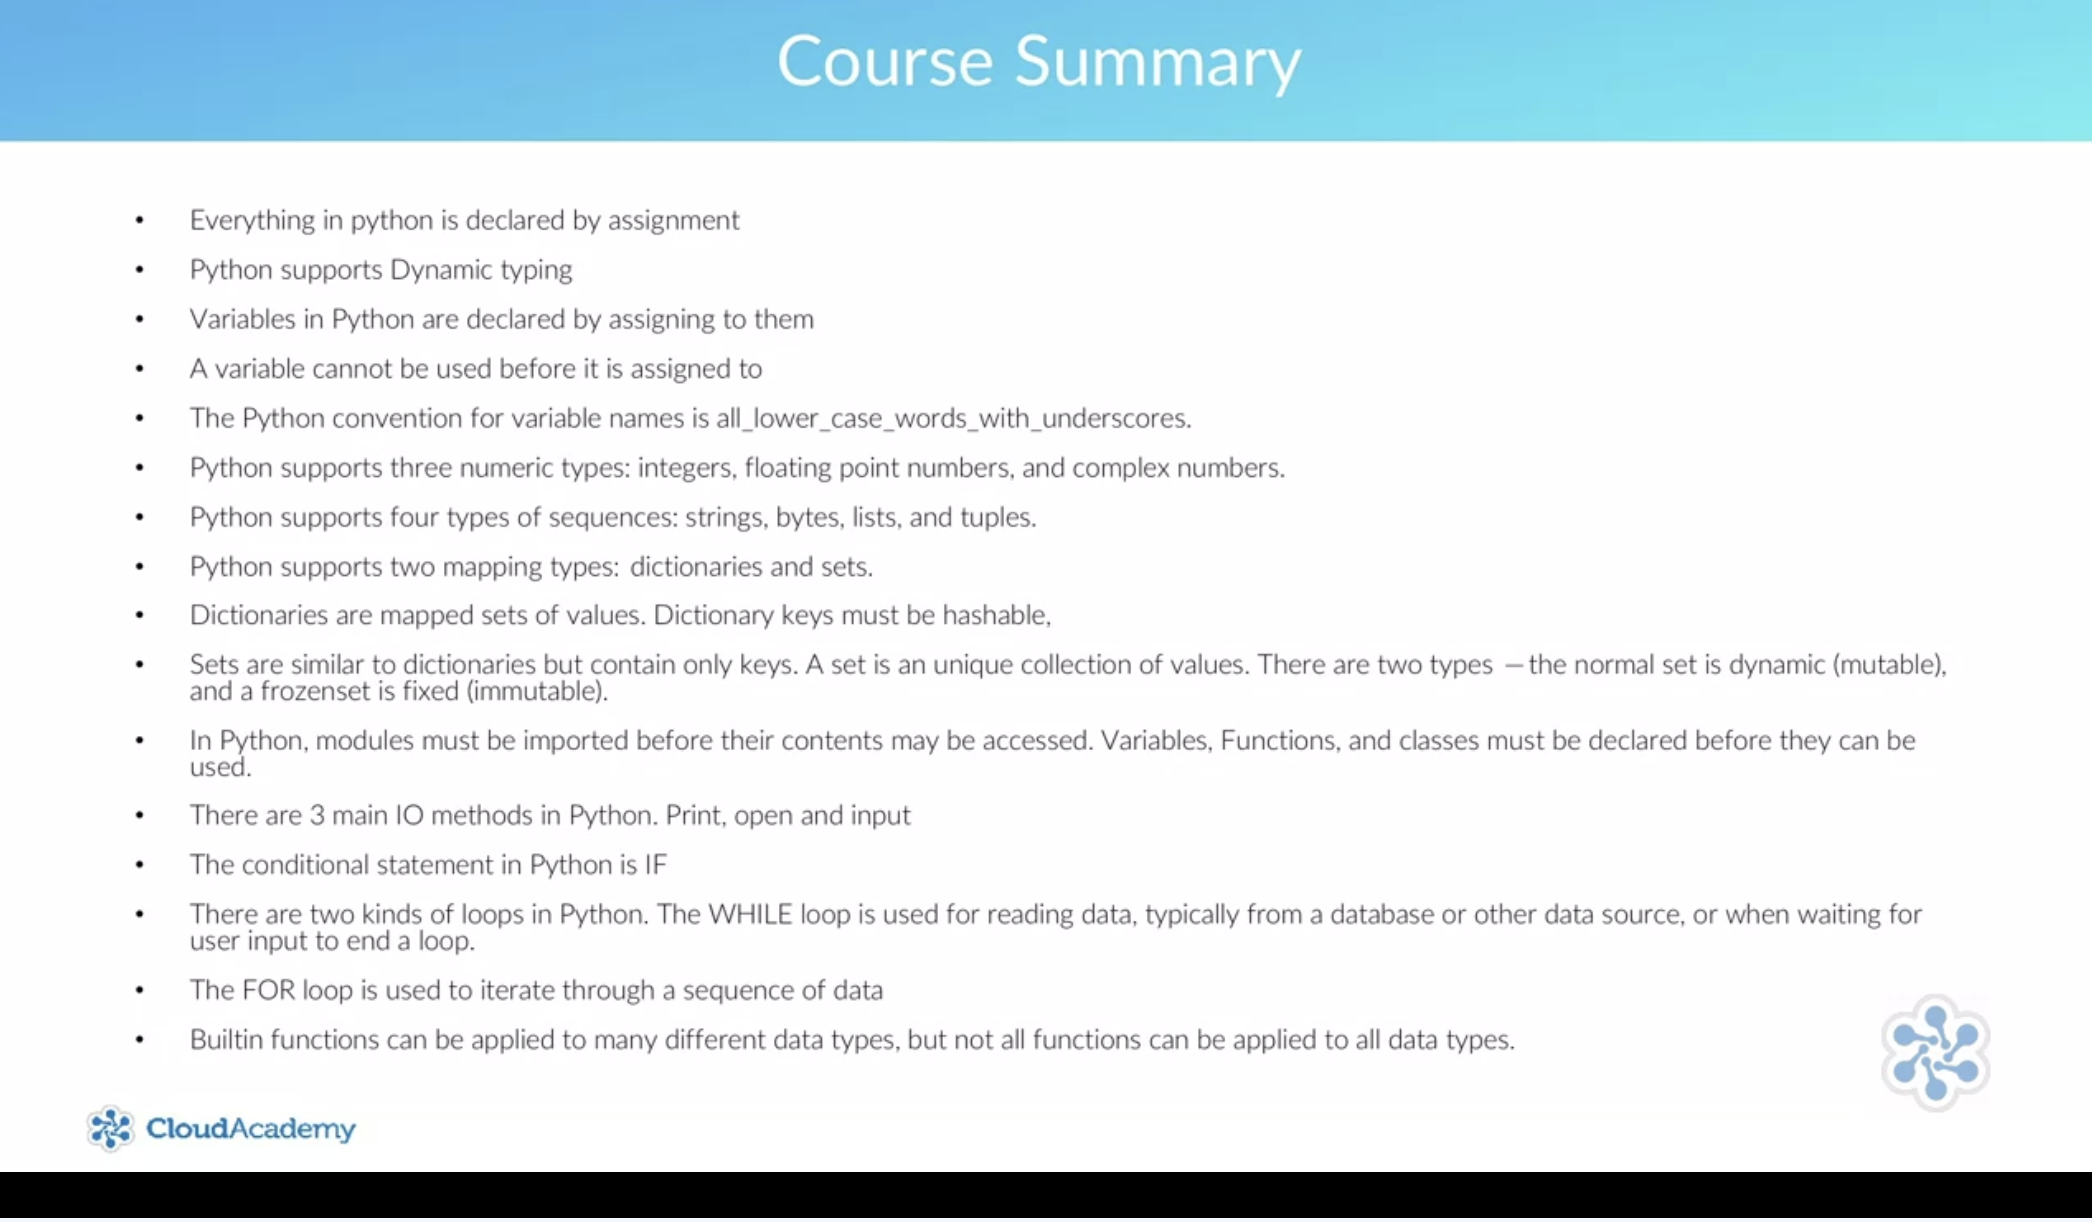 Course Summary
• Everything in python is declared by assignment
• Python supports Dynamic typing
• Variables in Python are declared by assigning to them
• A variable cannot be used before it is assigned to
• The Python convention for variable names is all_lower_case_words_with_underscores.
• Python supports three numeric types: integers, floating point numbers, and complex numbers.
• Python supports four types of sequences: strings, bytes, lists, and tuples.
• Python supports two mapping types: dictionaries and sets.
• Dictionaries are mapped sets of values. Dictionary keys must be hashable,
• Sets are similar to dictionaries but contain only keys. A set is an unique collection of values. There are two types — the normal set is dynamic (mutable),
and a frozenset is fixed (immutable).
• In Python, modules must be imported before their contents may be accessed. Variables, Functions, and classes must be declared before they can be
used.
• There are 3 main IO methods in Python. Print, open and input
• The conditional statement in Python is IF
• There are two kinds of loops in Python. The WHILE loop is used for reading data, typically from a database or other data source, or when waiting for
user input to end a loop.
• The FOR loop is used to iterate through a sequence of data
• Builtin functions can be applied to many different data types, but not all functions can be applied to all data types.
CloudAcademy